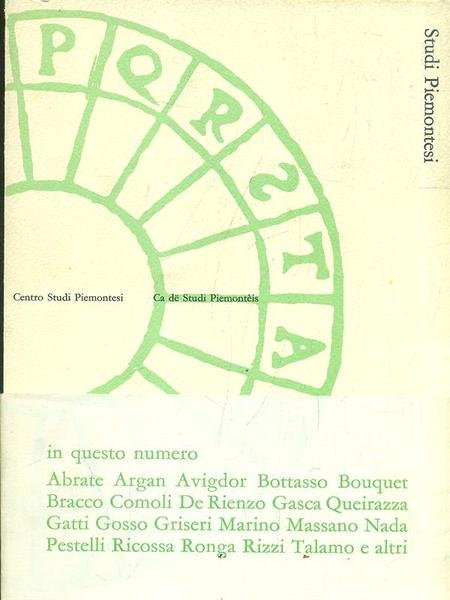 P Q R S T A
Studi Piemontesi
Centro Studi Piemontesi
Ca dë Studi Piemontèis
in questo numero
Abrate Argan Avigdor Bottasso Bouquet
Bracco Comoli De Rienzo Gasca Queirazza
Gatti Gosso Griseri Marino Massano Nada
Pestelli Ricossa Ronga Rizzi Talamo e altri